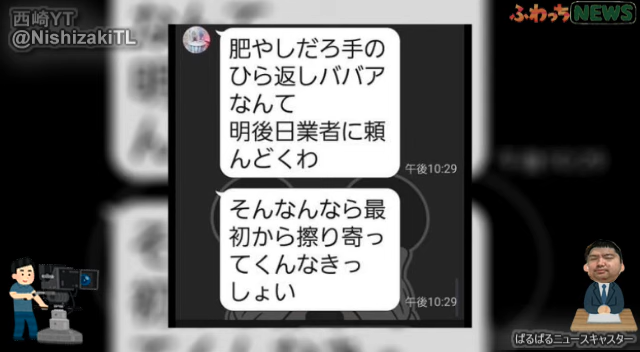 西崎YT
@NishizakiTL
ふわっちNEWS
肥やしだろ手の
ひら返しババア
なんて
明後日業者に頼
んどくわ
午後10:29
そんなんなら最
初から擦り寄っ
てくんなきっ
しょい
午後10:29
ぱるぱるニュースキャスター